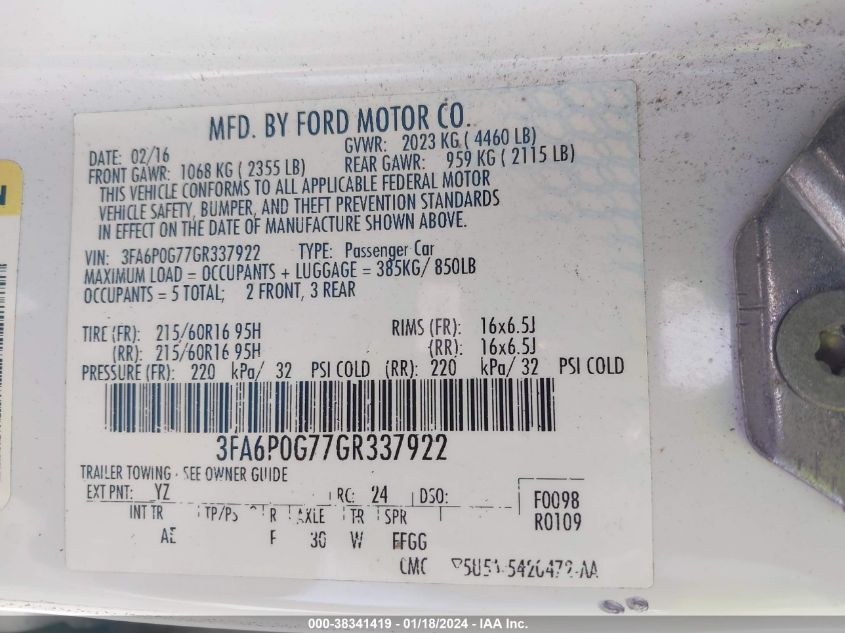 MFD. BY FORD MOTOR CO.
DATE: 02/16 GVWR: 2023 KG ( 4460 LB)
FRONT GAWR: 1068 KG ( 2355 LB) REAR GAWR: 959 KG ( 2115 LB)
THIS VEHICLE CONFORMS TO ALL APPLICABLE FEDERAL MOTOR
VEHICLE SAFETY, BUMPER, AND THEFT PREVENTION STANDARDS
IN EFFECT ON THE DATE OF MANUFACTURE SHOWN ABOVE.
VIN: 3FA6P0G77GR337922 TYPE: Passenger Car
MAXIMUM LOAD = OCCUPANTS + LUGGAGE = 385KG/ 850LB
OCCUPANTS = 5 TOTAL; 2 FRONT, 3 REAR
TIRE (FR): 215/60R16 95H RIMS (FR): 16x6.5J
(RR): 215/60R16 95H (RR): 16x6.5J
PRESSURE (FR): 220 kPa/ 32 PSI COLD (RR): 220 kPa/ 32 PSI COLD
3FA6P0G77GR337922
TRAILER TOWING - SEE OWNER GUIDE
EXT PNT: YZ RC: 24 DSO: F0098
INT TR TP/PS R AXLE TR SPR R0109
AE F 30 W FFGG
CMC
000-38341419 - 01/18/2024 - IAA Inc.